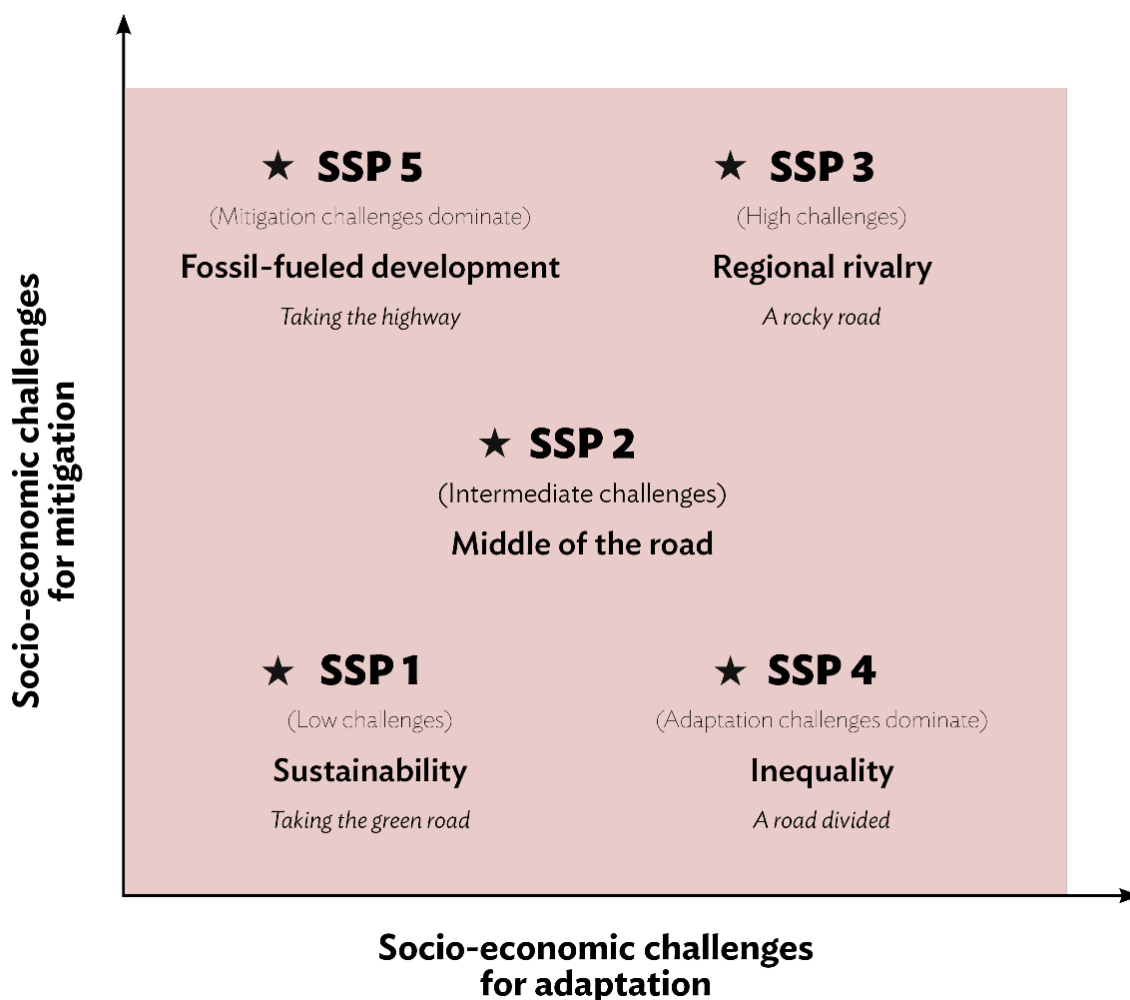 ★ SSP 5
(Mitigation challenges dominate)
Fossil-fueled development
Taking the highway
★ SSP 3
(High challenges)
Regional rivalry
A rocky road
★ SSP 2
(Intermediate challenges)
Middle of the road
★ SSP 1
(Low challenges)
Sustainability
Taking the green road
★ SSP 4
(Adaptation challenges dominate)
Inequality
A road divided
Socio-economic challenges
for mitigation
Socio-economic challenges
for adaptation